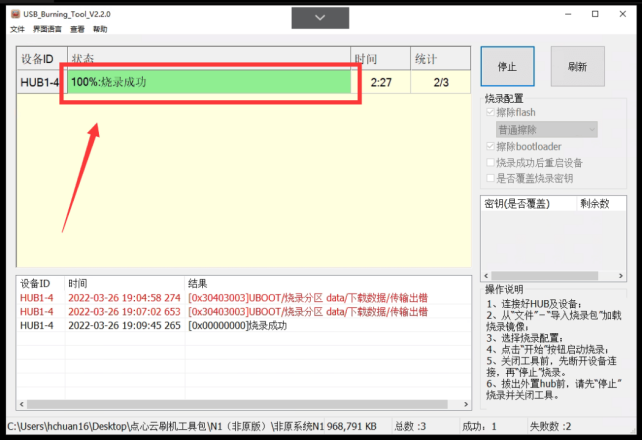 USB_Burning_Tool_V2.2.0
文件 界面语言 查看 帮助
设备ID 状态 时间 统计
HUB1-4 100%:烧录成功 2:27 2/3
停止 刷新
烧录配置
擦除flash
普通擦除
擦除bootloader
烧录成功后重启设备
是否覆盖烧录密钥
密钥(是否覆盖) 剩余数
设备ID 时间 结果
HUB1-4 2022-03-26 19:04:58 274 [0x30403003]UBOOT/烧录分区 data/下载数据/传输出错
HUB1-4 2022-03-26 19:07:02 653 [0x30403003]UBOOT/烧录分区 data/下载数据/传输出错
HUB1-4 2022-03-26 19:09:45 265 [0x00000000]烧录成功
操作说明
1、连接好HUB及设备;
2、从“文件”-“导入烧录包”加载
烧录镜像;
3、选择烧录配置;
4、点击“开始”按钮启动烧录;
5、关闭工具前，先断开设备连
接，再“停止”烧录。
6、拔出外置hub前，请先“停止”
烧录并关闭工具。
C:\Users\hchuan16\Desktop\点心云刷机工具包\N1（非原版）\非原系统N1 968,791 KB 总数 :3 成功：1 失败数 :2